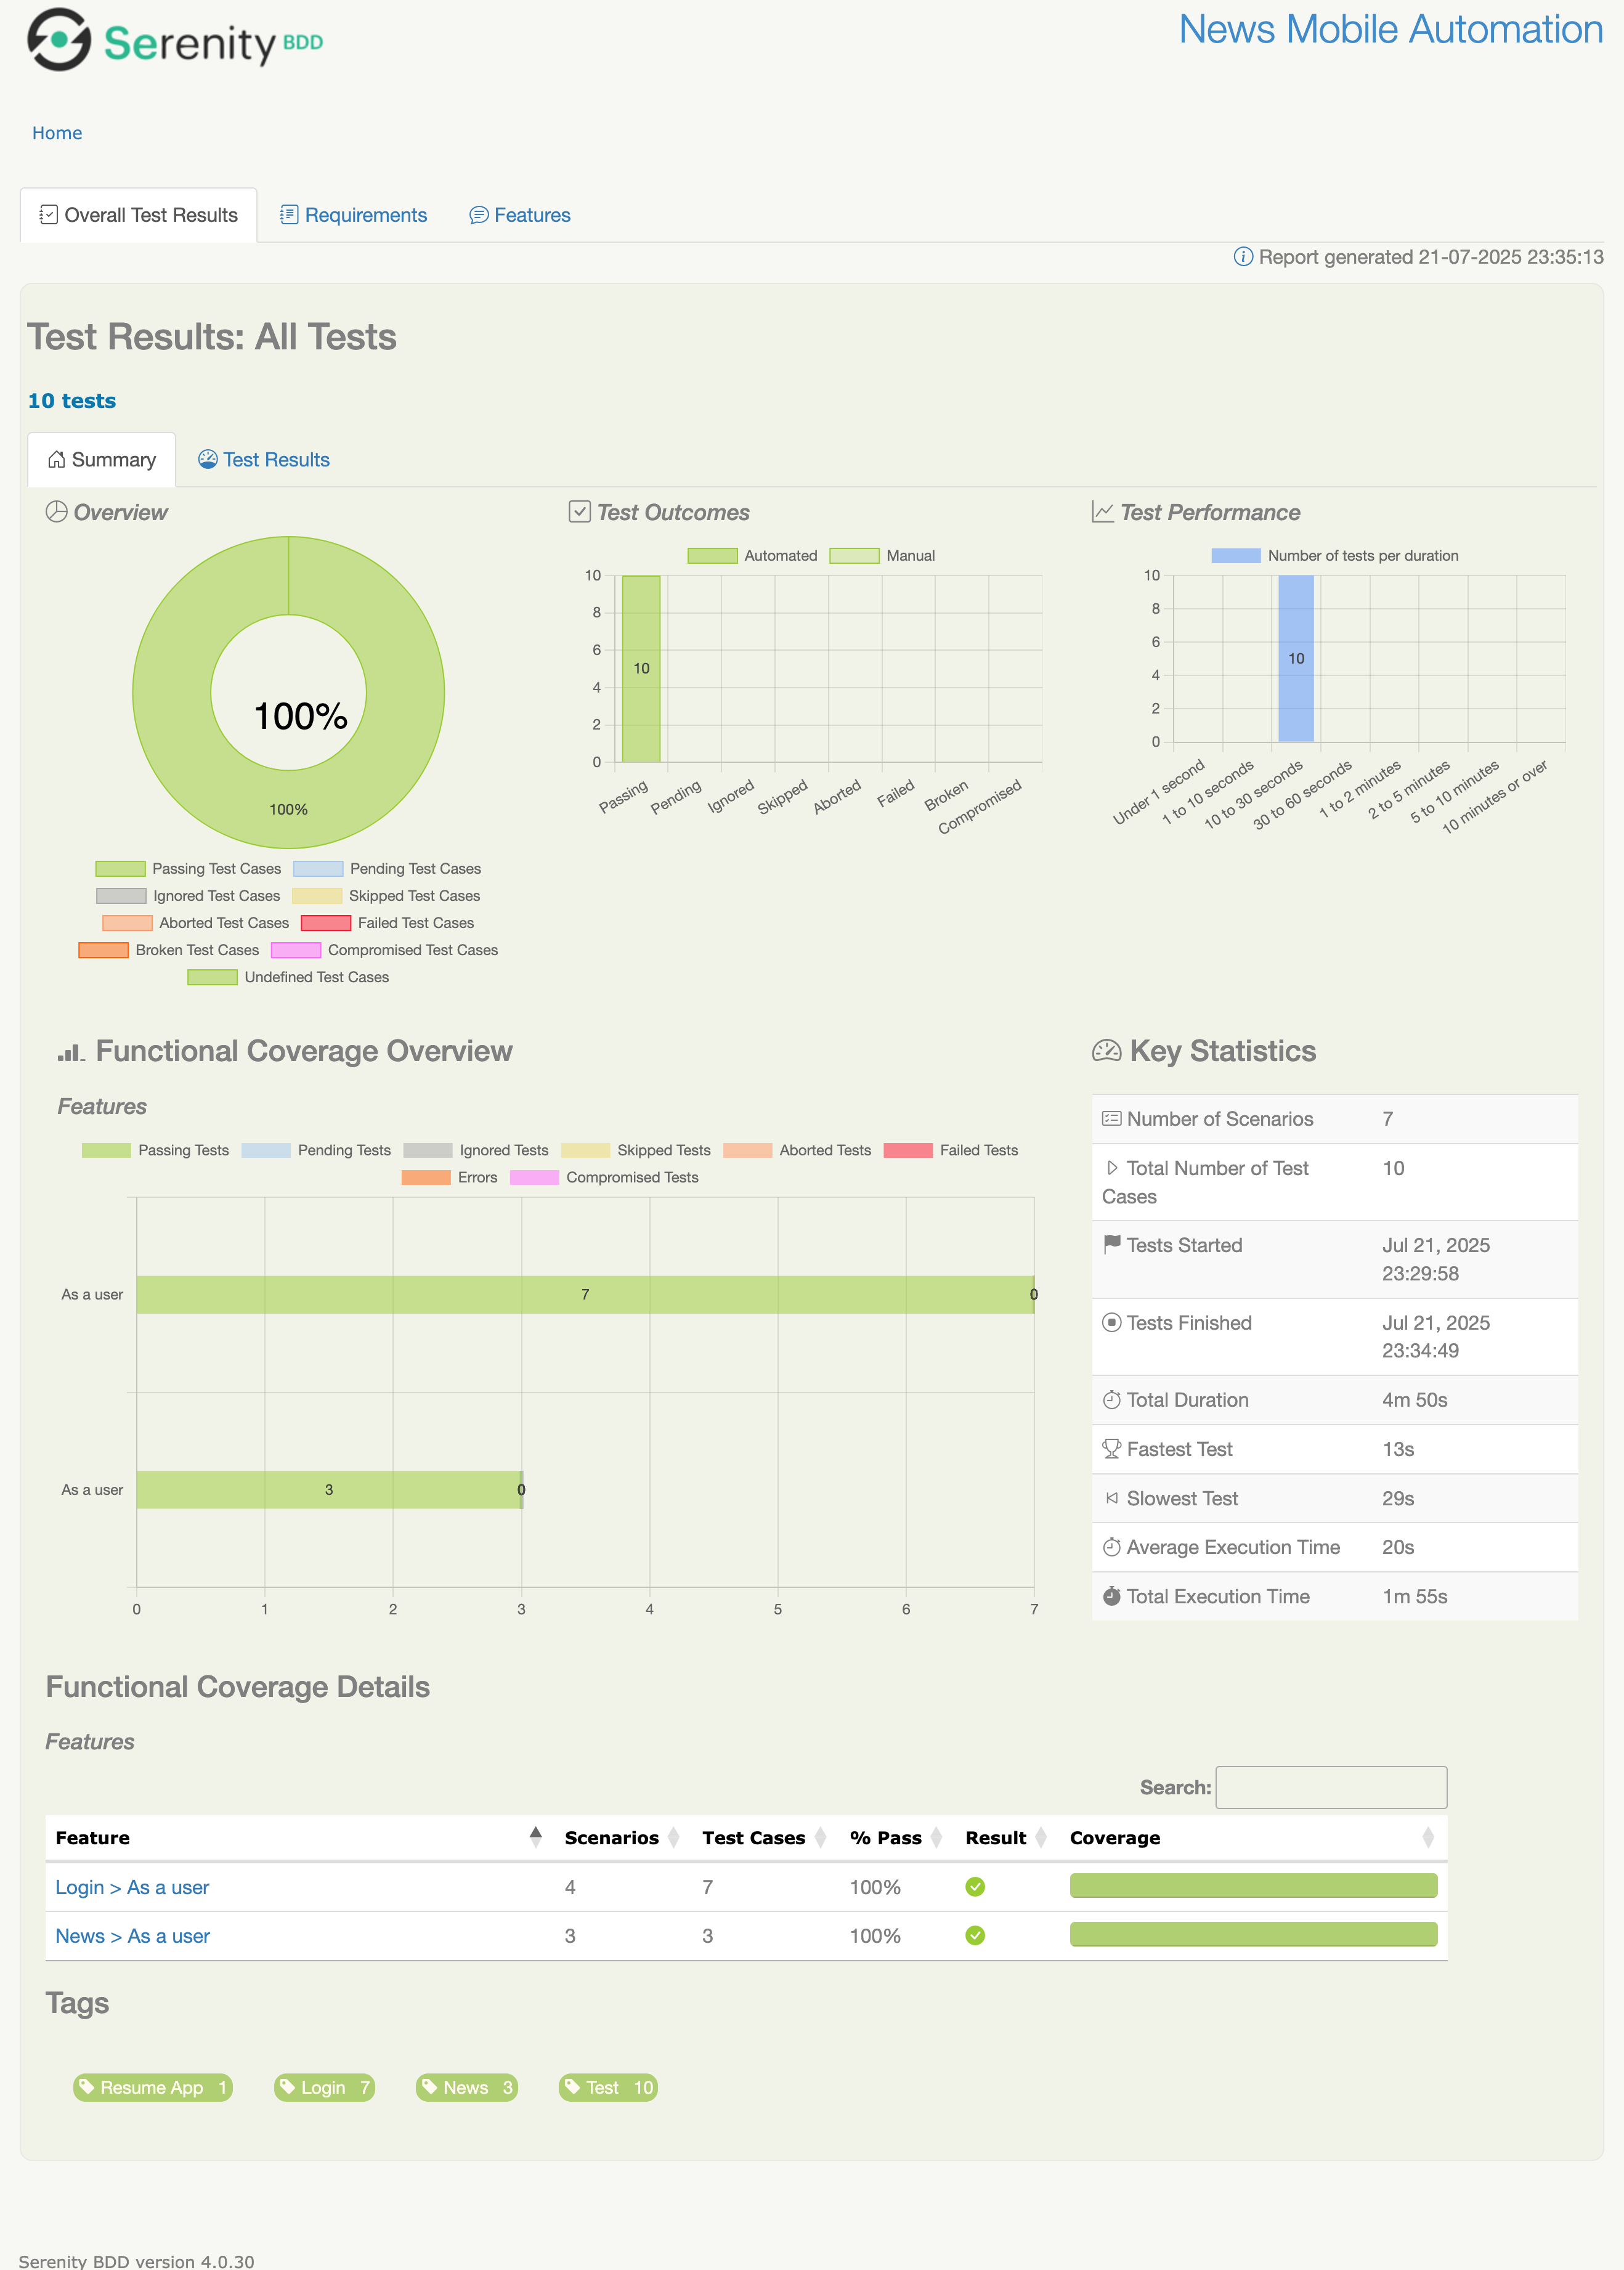 Serenity BDD
News Mobile Automation
Home
Overall Test Results
Requirements
Features
Report generated 21-07-2025 23:35:13
Test Results: All Tests
10 tests
Summary
Test Results
Overview
100%
100%
Passing Test Cases
Pending Test Cases
Ignored Test Cases
Skipped Test Cases
Aborted Test Cases
Failed Test Cases
Broken Test Cases
Compromised Test Cases
Undefined Test Cases
Test Outcomes
Automated
Manual
10
8
6
4
2
0
10
Passing
Pending
Ignored
Skipped
Aborted
Failed
Broken
Compromised
Test Performance
Number of tests per duration
10
8
6
4
2
0
10
Under 1 second
1 to 10 seconds
10 to 30 seconds
30 to 60 seconds
1 to 2 minutes
2 to 5 minutes
5 to 10 minutes
10 minutes or over
Functional Coverage Overview
Features
Passing Tests
Pending Tests
Ignored Tests
Skipped Tests
Aborted Tests
Failed Tests
Errors
Compromised Tests
As a user
7
0
As a user
3
0
0
1
2
3
4
5
6
7
Key Statistics
Number of Scenarios 7
Total Number of Test
Cases
10
Tests Started
Jul 21, 2025
23:29:58
Tests Finished
Jul 21, 2025
23:34:49
Total Duration 4m 50s
Fastest Test 13s
Slowest Test 29s
Average Execution Time 20s
Total Execution Time 1m 55s
Functional Coverage Details
Features
Search:
Feature Scenarios Test Cases % Pass Result Coverage
Login > As a user 4 7 100%
News > As a user 3 3 100%
Tags
Resume App 1
Login 7
News 3
Test 10
Serenity BDD version 4.0.30